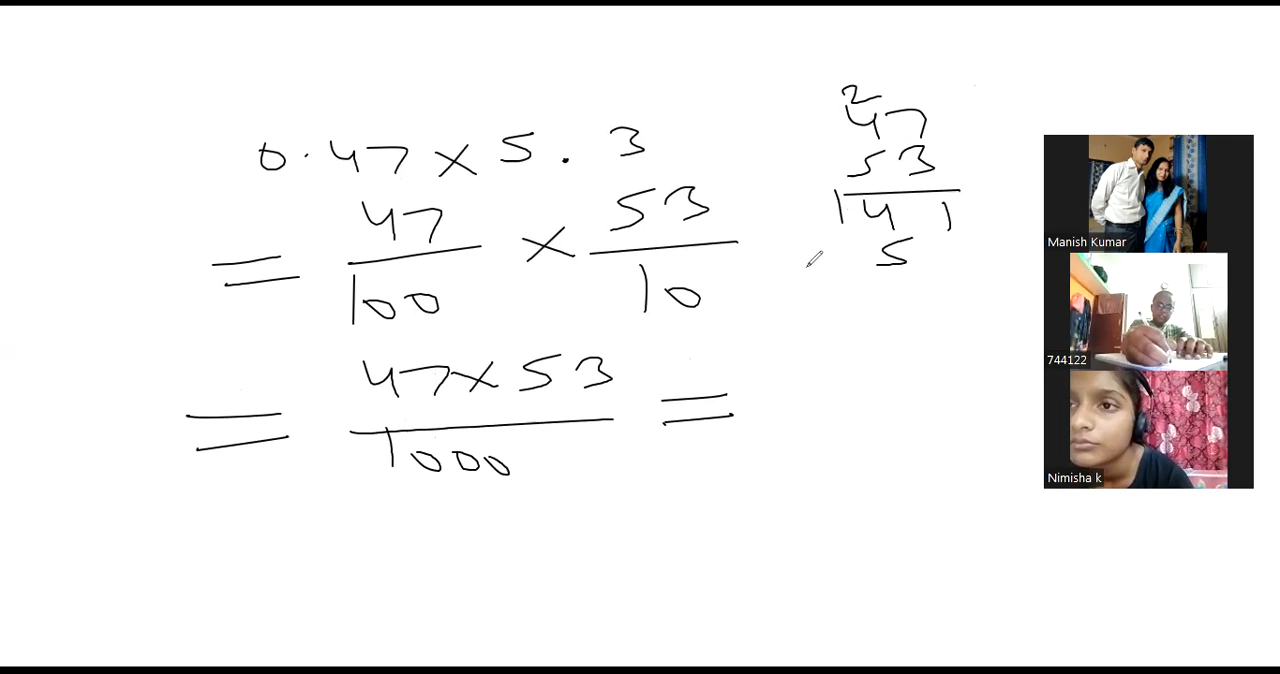 0.47 × 5.3
= 47/100 × 53/10
= 47×53/1000 =
2
47
53
141
5
Manish Kumar
744122
Nimisha k